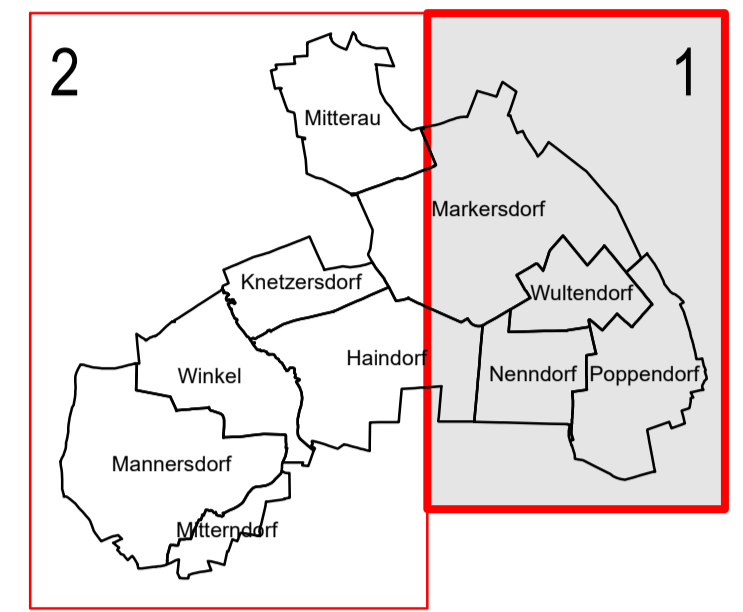 2
1
Mitterau
Markersdorf
Knetzersdorf
Wultendorf
Haindorf
Winkel
Nenndorf
Poppendorf
Mannersdorf
Mitterndorf